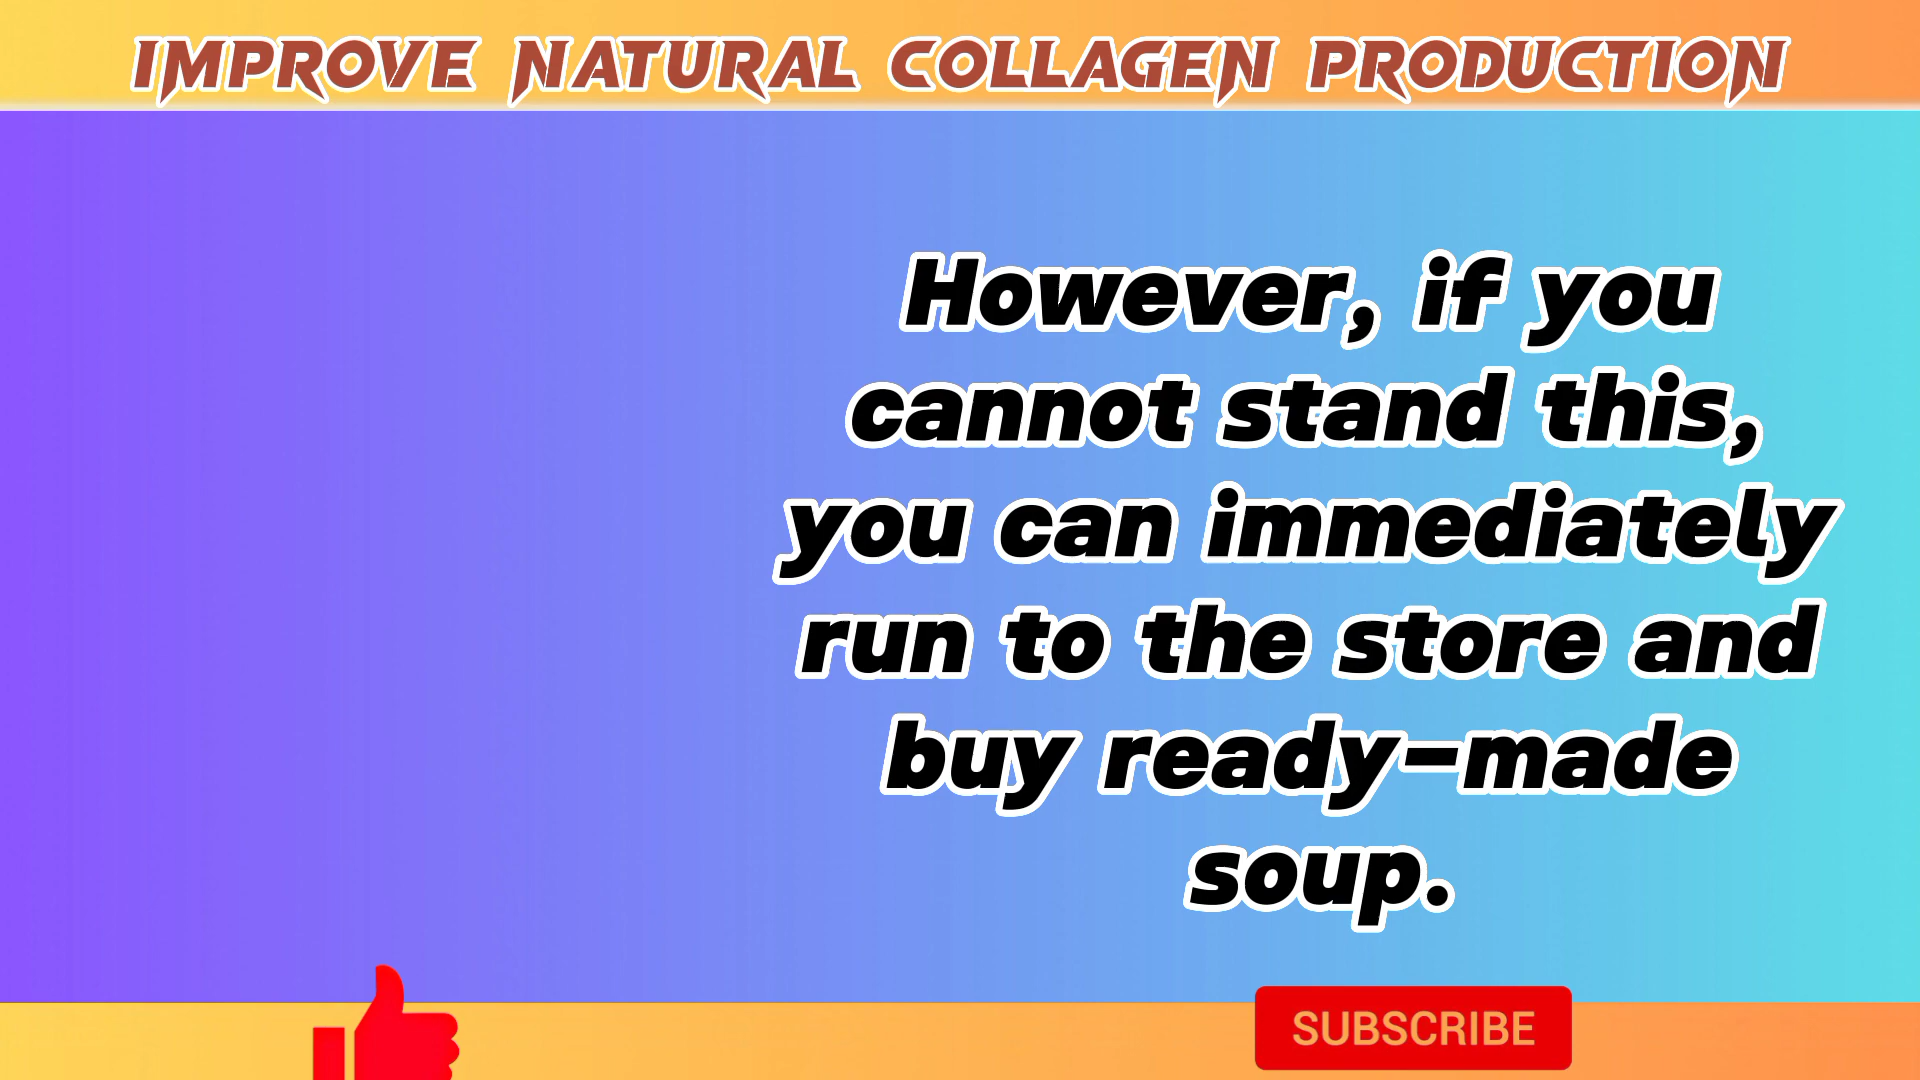 IMPROVE NATURAL COLLAGEN PRODUCTION
However, if you
cannot stand this,
you can immediately
run to the store and
buy ready-made
soup.
SUBSCRIBE